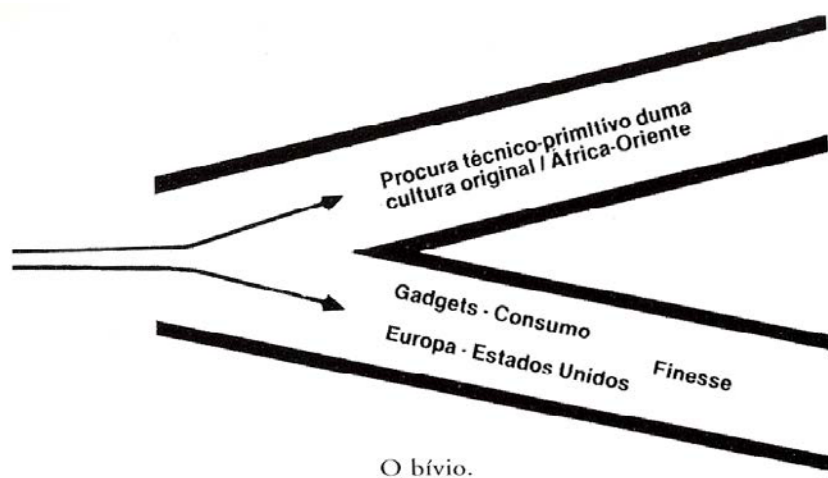 Procura técnico-primitivo duma
cultura original / África-Oriente
Gadgets - Consumo
Europa - Estados Unidos
Finesse
O bívio.